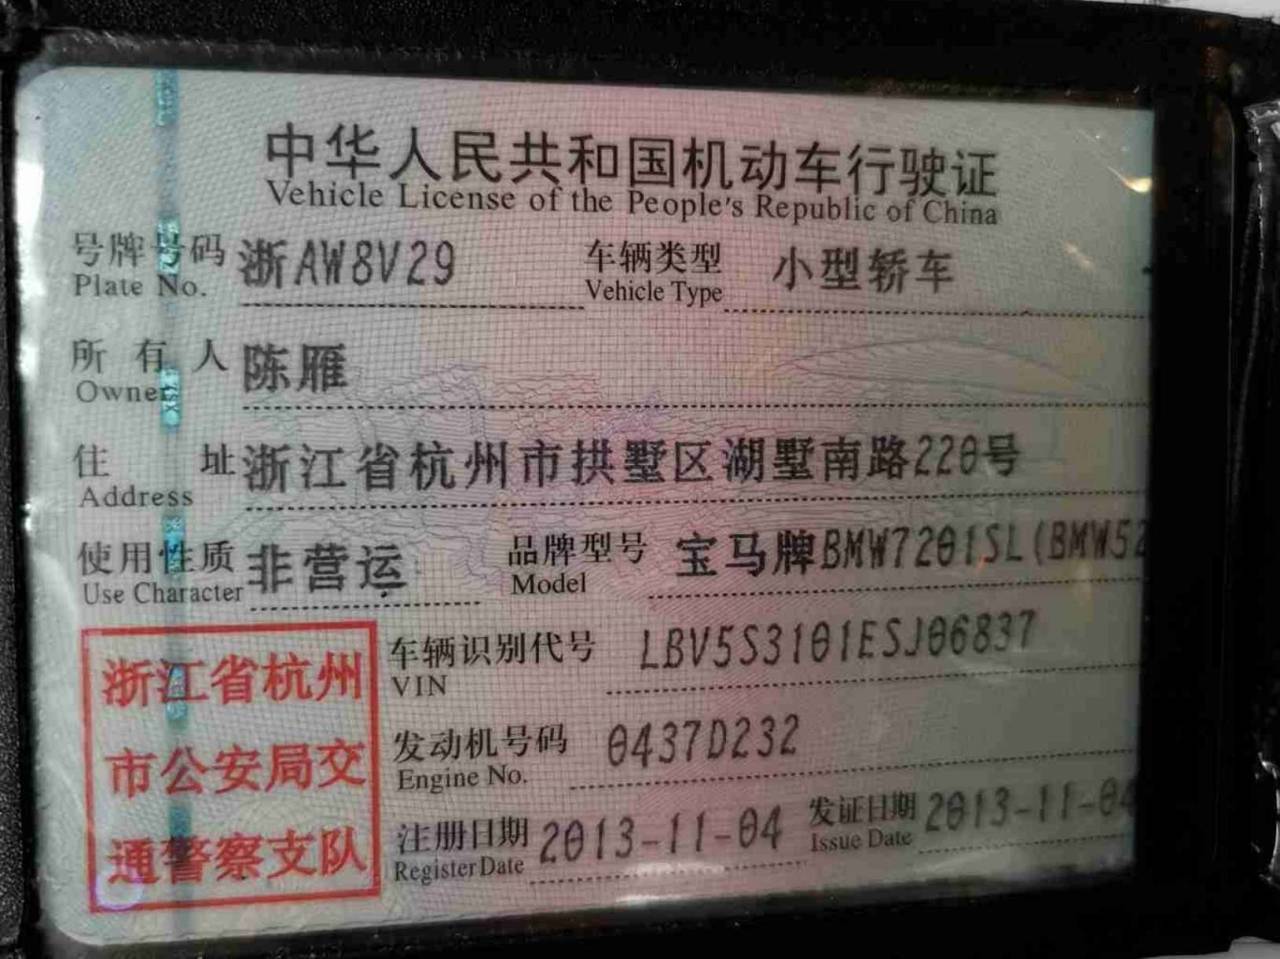 中华人民共和国机动车行驶证
Vehicle License of the People's Republic of China
号牌号码 浙AW8V29 车辆类型 小型轿车
Plate No. Vehicle Type
所有人 陈雁
Owner
住址 浙江省杭州市拱墅区湖墅南路220号
Address
使用性质 非营运 品牌型号 宝马牌BMW7201SL(BMW52
Use Character Model
浙江省杭州
市公安局交
通警察支队
车辆识别代号 LBV5S3101ESJ06837
VIN
发动机号码 0437D232
Engine No.
注册日期 2013-11-04 发证日期 2013-11-04
Register Date Issue Date